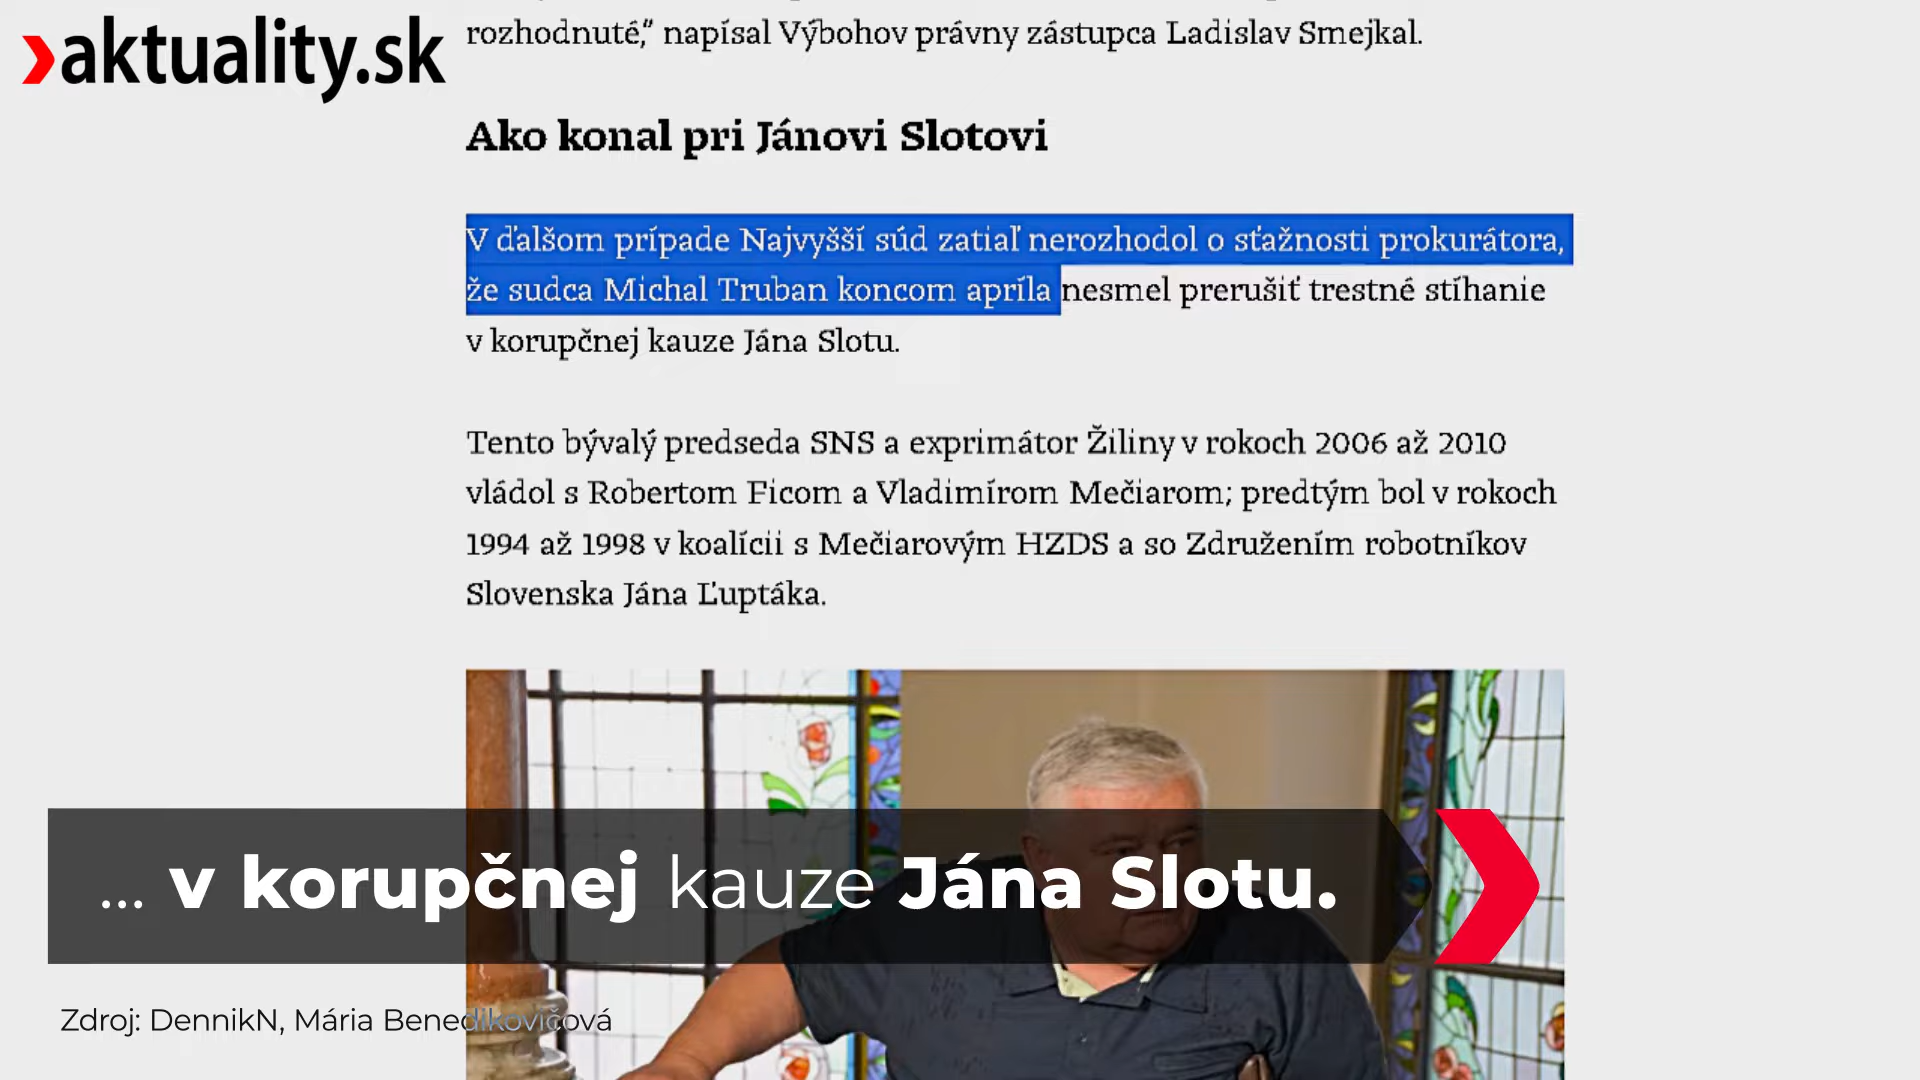 aktuality.sk
rozhodnuté,“ napísal Výbohov právny zástupca Ladislav Smejkal.
Ako konal pri Jánovi Slotovi
V ďalšom prípade Najvyšší súd zatiaľ nerozhodol o sťažnosti prokurátora,
že sudca Michal Truban koncom apríla nesmel prerušiť trestné stíhanie
v korupčnej kauze Jána Slotu.
Tento bývalý predseda SNS a exprimátor Žiliny v rokoch 2006 až 2010
vládol s Robertom Ficom a Vladimírom Mečiarom; predtým bol v rokoch
1994 až 1998 v koalícii s Mečiarovým HZDS a so Združením robotníkov
Slovenska Jána Ľuptáka.
... v korupčnej kauze Jána Slotu.
Zdroj: DennikN, Mária Benedikovičová